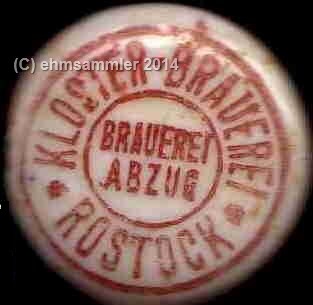 (C) ehmsammler 2014
* KLOSTER BRAUEREI *
BRAUEREI
ABZUG
ROSTOCK